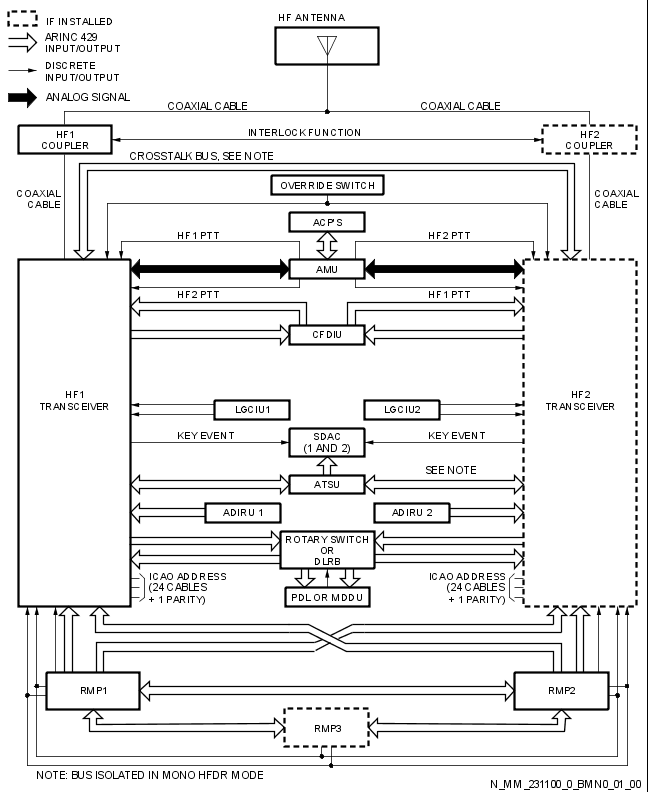 HF ANTENNA
IF INSTALLED
ARINC 429
INPUT/OUTPUT
DISCRETE
INPUT/OUTPUT
ANALOG SIGNAL
COAXIAL CABLE
COAXIAL CABLE
HF1
COUPLER
INTERLOCK FUNCTION
HF2
COUPLER
CROSSTALK BUS, SEE NOTE
COAXIAL
CABLE
COAXIAL
CABLE
OVERRIDE SWITCH
ACP'S
HF1 PTT
HF2 PTT
AMU
HF2 PTT
HF1 PTT
CFDIU
HF1
TRANSCEIVER
HF2
TRANSCEIVER
LGCIU1
LGCIU2
KEY EVENT
SDAC
(1 AND 2)
KEY EVENT
ATSU
SEE NOTE
ADIRU 1
ADIRU 2
ROTARY SWITCH
OR
DLRB
ICAO ADDRESS
(24 CABLES
+ 1 PARITY)
ICAO ADDRESS
(24 CABLES
+ 1 PARITY)
PDL OR MDDU
RMP1
RMP2
RMP3
NOTE: BUS ISOLATED IN MONO HFDR MODE
N_MM_231100_0_BMN0_01_00